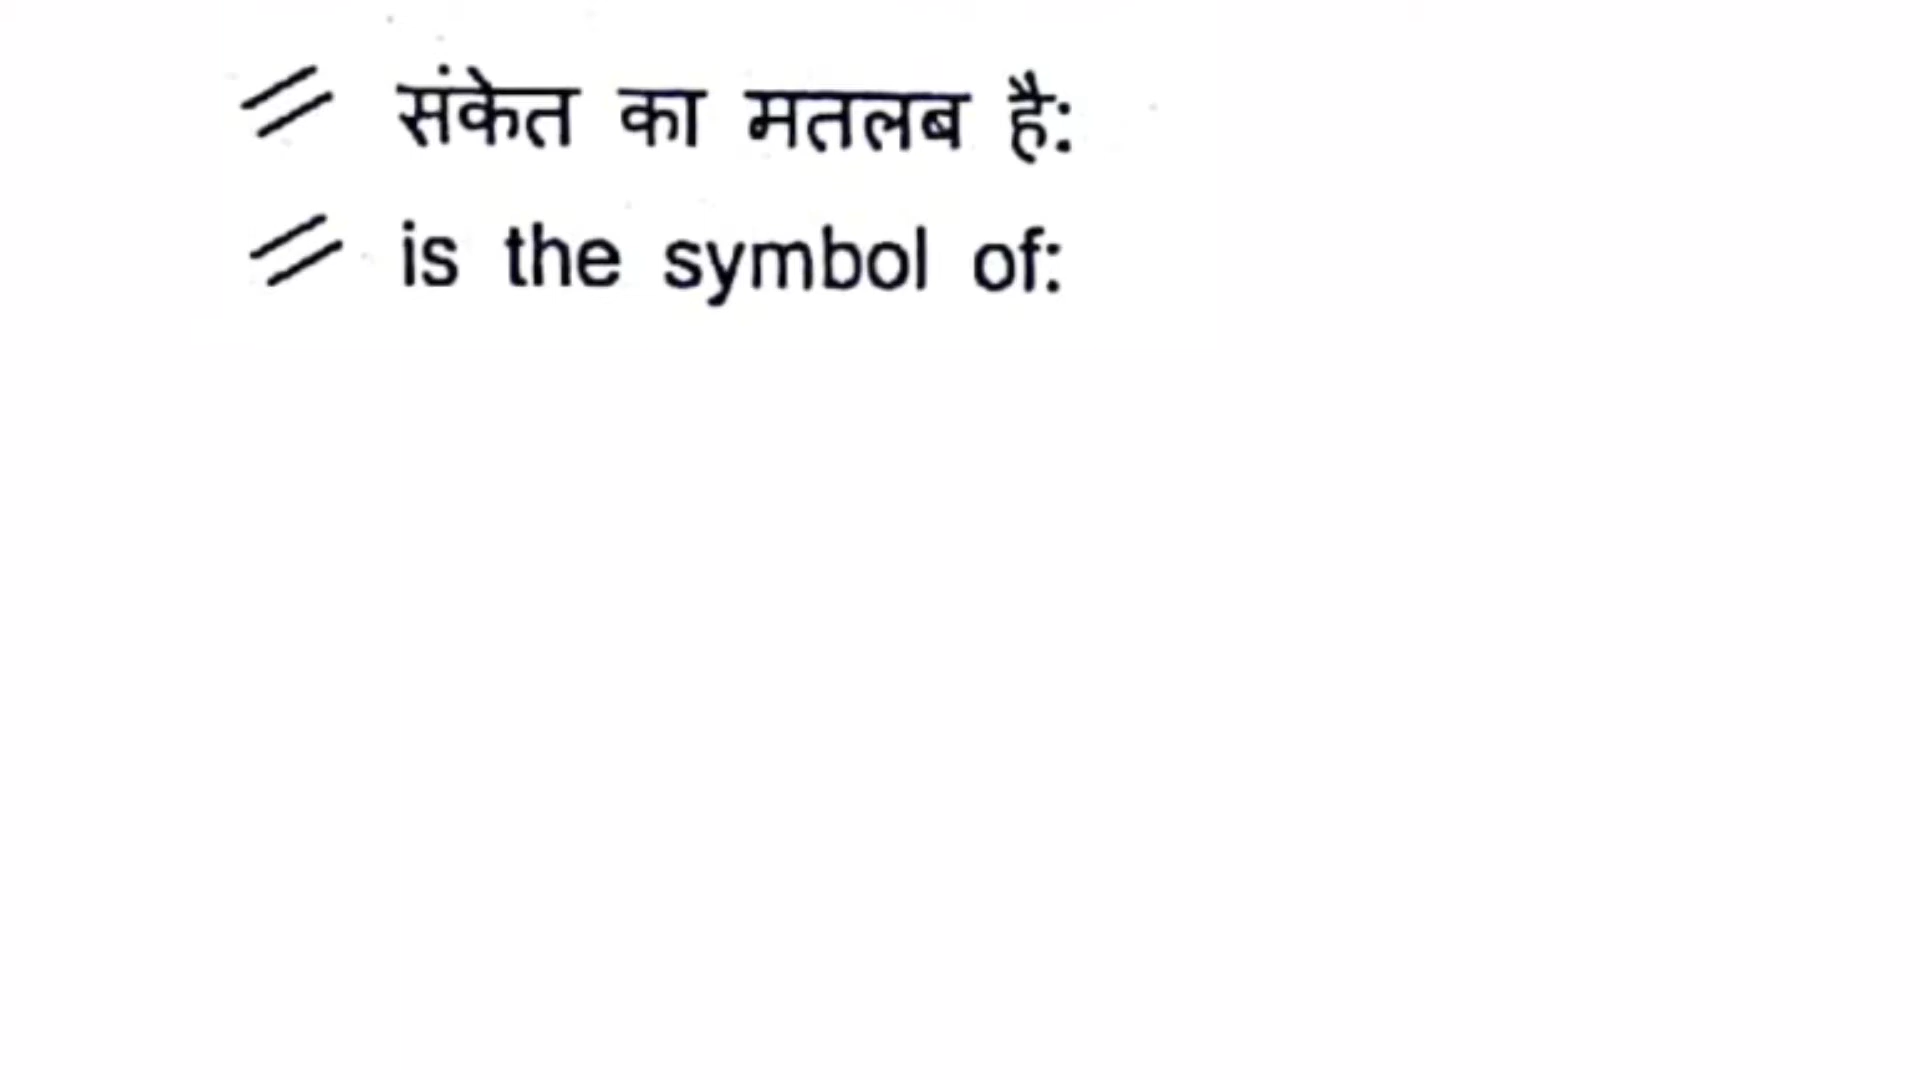 // संकेत का मतलब है:
// is the symbol of: